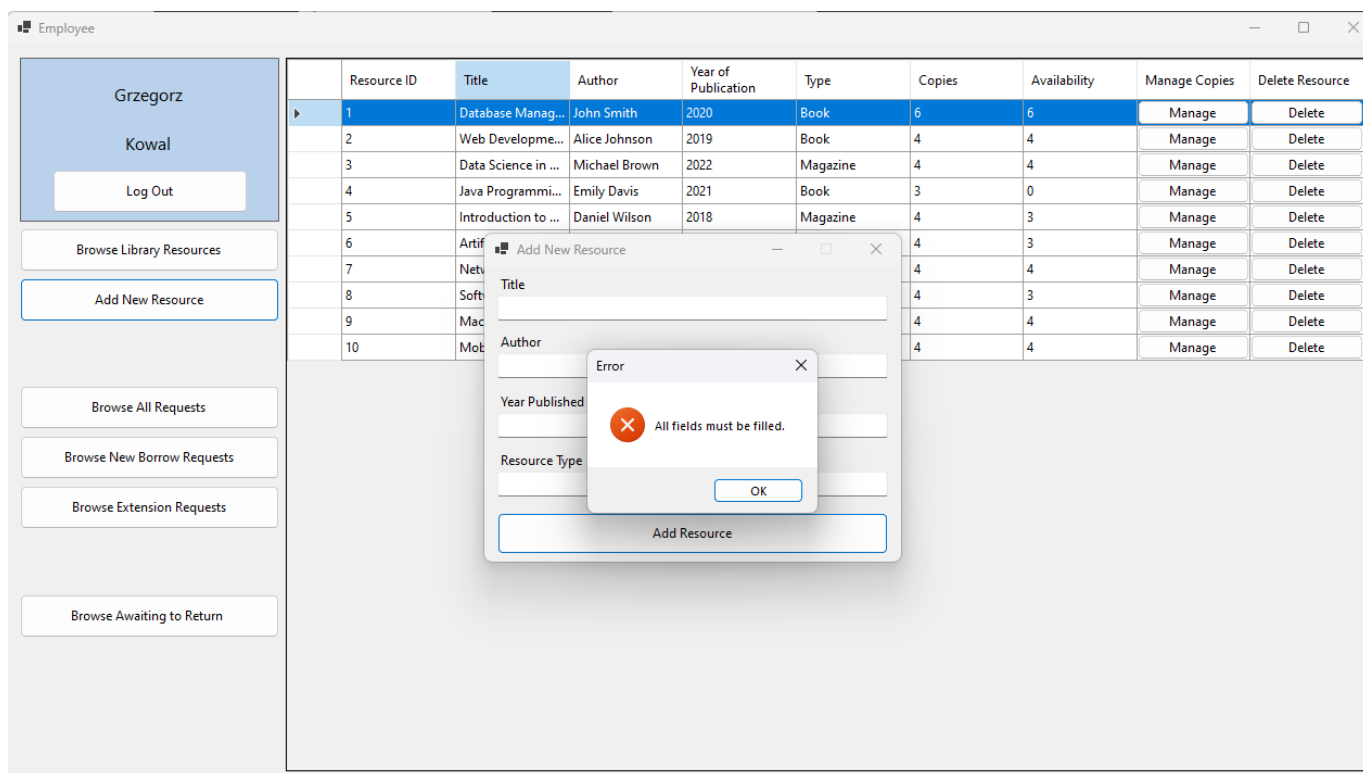 Employee
Grzegorz
Kowal
Log Out
Browse Library Resources
Add New Resource
Browse All Requests
Browse New Borrow Requests
Browse Extension Requests
Browse Awaiting to Return
Resource ID Title Author Year of Publication Type Copies Availability Manage Copies Delete Resource
1 Database Manag... John Smith 2020 Book 6 6 Manage Delete
2 Web Developme... Alice Johnson 2019 Book 4 4 Manage Delete
3 Data Science in ... Michael Brown 2022 Magazine 4 4 Manage Delete
4 Java Programmi... Emily Davis 2021 Book 3 0 Manage Delete
5 Introduction to ... Daniel Wilson 2018 Magazine 4 3 Manage Delete
6 Artif 4 3 Manage Delete
7 Netw 4 4 Manage Delete
8 Soft 4 3 Manage Delete
9 Mac 4 4 Manage Delete
10 Mob 4 4 Manage Delete
Add New Resource
Title
Author
Year Published
Resource Type
Add Resource
Error
All fields must be filled.
OK